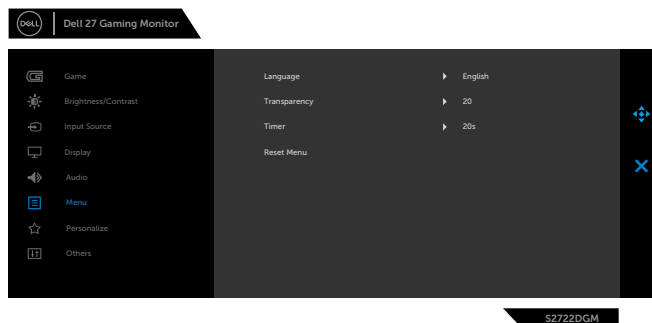 DELL
Dell 27 Gaming Monitor
Game
Brightness/Contrast
Input Source
Display
Audio
Menu
Personalize
Others
Language English
Transparency 20
Timer 20s
Reset Menu
S2722DGM